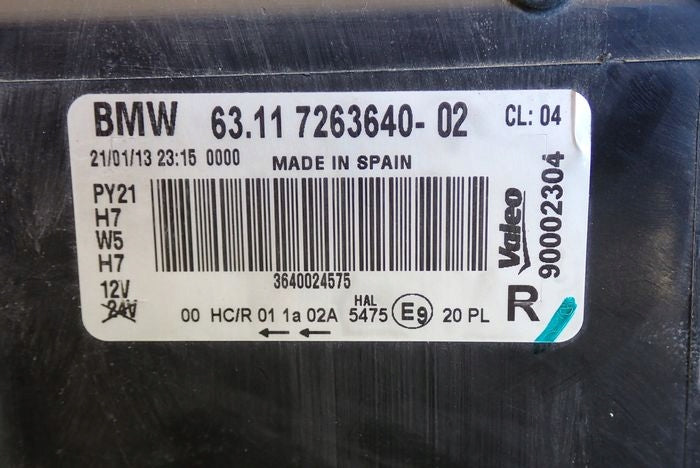 BMW 63.11 7263640-02 CL: 04
21/01/13 23:15 0000 MADE IN SPAIN
PY21
H7
W5
H7
12V
24V
3640024575
Valeo
90002304
00 HC/R 01 1a 02A HAL 5475 E9 20 PL
R